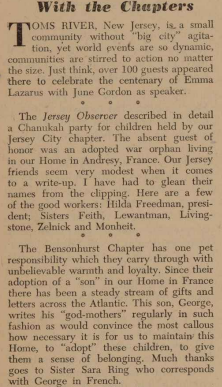 With the Chapters
TOMS RIVER, New Jersey, is a small
community without "big city" agita-
tion, yet world events are so dynamic,
communities are stirred to action no matter
the size. Just think, over 100 guests appeared
there to celebrate the centenary of Emma
Lazarus with June Gordon as speaker.
* * *
The Jersey Observer described in detail
a Chanukah party for children held by our
Jersey City chapter. The absent guest of
honor was an adopted war orphan living
in our Home in Andresy, France. Our Jersey
friends seem very modest when it comes
to a write-up. I have had to glean their
names from the clipping. Here are a few
of the good workers: Hilda Freedman, presi-
dent; Sisters Feith, Lewantman, Living-
stone, Zelnick and Monheit.
* *
The Bensonhurst Chapter has one pet
responsibility which they carry through with
unbelievable warmth and loyalty. Since their
adoption of a "son" in our Home in France
there has been a steady stream of gifts and
letters across the Atlantic. This son, George,
writes his "god-mothers" regularly in such
fashion as would convince the most callous
how necessary it is for us to maintain this
Home, to "adopt" these children, to give
them a sense of belonging. Much thanks
goes to Sister Sara Ring who corresponds
with George in French.